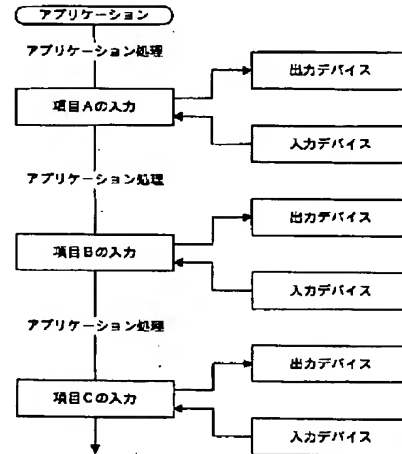 アプリケーション
アプリケーション処理
出力デバイス
項目Aの入力
入力デバイス
アプリケーション処理
出力デバイス
項目Bの入力
入力デバイス
アプリケーション処理
出力デバイス
項目Cの入力
入力デバイス